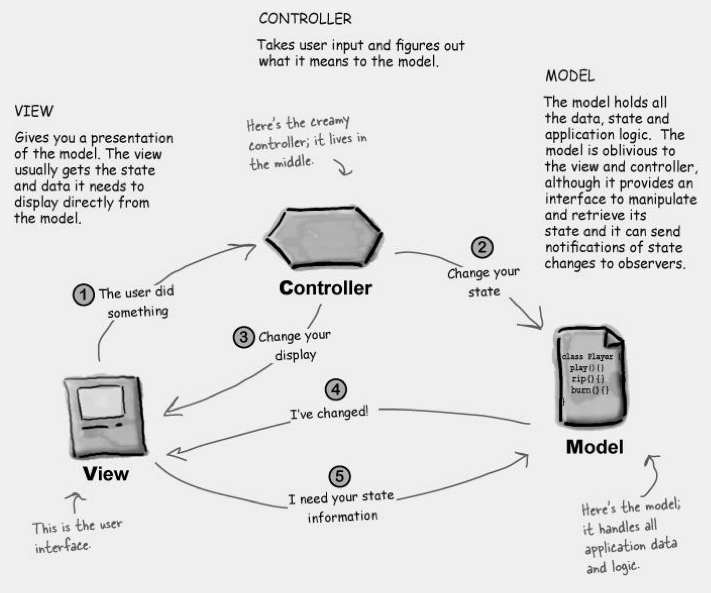 CONTROLLER
Takes user input and figures out
what it means to the model.
MODEL
The model holds all
the data, state and
application logic. The
model is oblivious to
the view and controller,
although it provides an
interface to manipulate
and retrieve its
state and it can send
notifications of state
changes to observers.
VIEW
Gives you a presentation
of the model. The view
usually gets the state
and data it needs to
display directly from
the model.
Here's the creamy
controller; it lives in
the middle.
Controller
1 The user did
something
2
Change your
state
3 Change your
display
4
I've changed!
5
I need your state
information
class Player {
play(){}
rip(){}
burn(){}
}
Model
View
This is the user
interface.
Here's the model;
it handles all
application data
and logic.